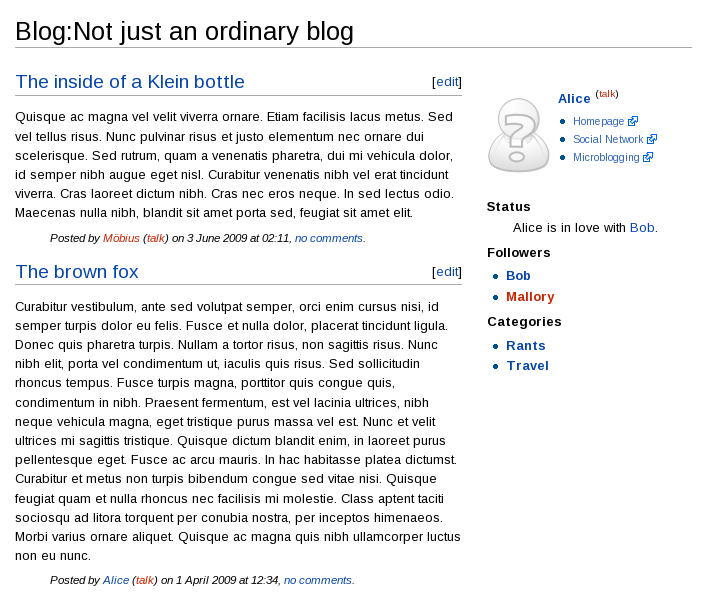 Blog:Not just an ordinary blog
The inside of a Klein bottle [edit]
Quisque ac magna vel velit viverra ornare. Etiam facilisis lacus metus. Sed
vel tellus risus. Nunc pulvinar risus et justo elementum nec ornare dui
scelerisque. Sed rutrum, quam a venenatis pharetra, dui mi vehicula dolor,
id semper nibh augue eget nisl. Curabitur venenatis nibh vel erat tincidunt
viverra. Cras laoreet dictum nibh. Cras nec eros neque. In sed lectus odio.
Maecenas nulla nibh, blandit sit amet porta sed, feugiat sit amet elit.
Posted by Möbius (talk) on 3 June 2009 at 02:11, no comments.
The brown fox [edit]
Curabitur vestibulum, ante sed volutpat semper, orci enim cursus nisi, id
semper turpis dolor eu felis. Fusce et nulla dolor, placerat tincidunt ligula.
Donec quis pharetra turpis. Nullam a tortor risus, non sagittis risus. Nunc
nibh elit, porta vel condimentum ut, iaculis quis risus. Sed sollicitudin
rhoncus tempus. Fusce turpis magna, porttitor quis congue quis,
condimentum in nibh. Praesent fermentum, est vel lacinia ultrices, nibh
neque vehicula magna, eget tristique purus massa vel est. Nunc et velit
ultrices mi sagittis tristique. Quisque dictum blandit enim, in laoreet purus
pellentesque eget. Fusce ac arcu mauris. In hac habitasse platea dictumst.
Curabitur et metus non turpis bibendum congue sed vitae nisi. Quisque
feugiat quam et nulla rhoncus nec facilisis mi molestie. Class aptent taciti
sociosqu ad litora torquent per conubia nostra, per inceptos himenaeos.
Morbi varius ornare aliquet. Quisque ac magna quis nibh ullamcorper luctus
non eu nunc.
Posted by Alice (talk) on 1 April 2009 at 12:34, no comments.
?
Alice (talk)
Homepage
Social Network
Microblogging
Status
Alice is in love with Bob.
Followers
Bob
Mallory
Categories
Rants
Travel